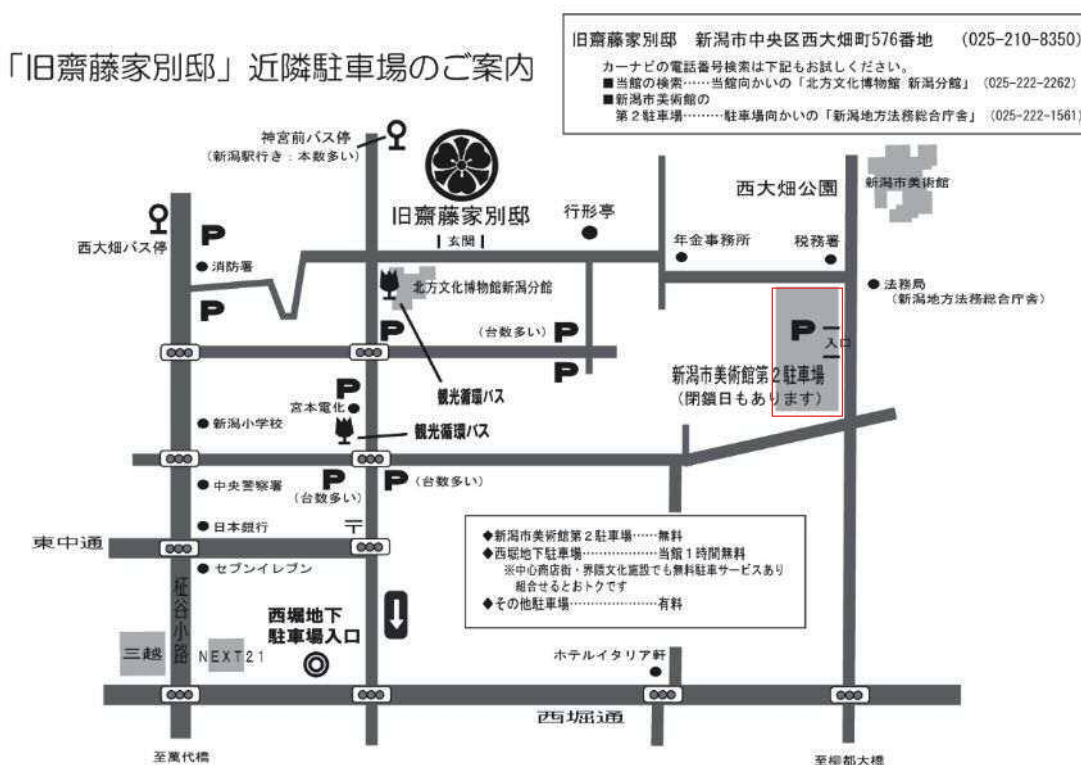 「旧齋藤家別邸」近隣駐車場のご案内
旧齋藤家別邸 新潟市中央区西大畑町576番地 (025-210-8350)
カーナビの電話番号検索は下記もお試しください。
■当館の検索……当館向かいの「北方文化博物館 新潟分館」(025-222-2262)
■新潟市美術館の
第2駐車場………駐車場向かいの「新潟地方法務総合庁舎」(025-222-1561)
神宮前バス停
(新潟駅行き:本数多い)
旧齋藤家別邸
玄関
行形亭
西大畑公園
新潟市美術館
西大畑バス停
P
消防署
年金事務所
税務署
法務局
(新潟地方法務総合庁舎)
北方文化博物館新潟分館
P
P
(台数多い)
P
P
P
入口
新潟市美術館第2駐車場
(閉鎖日もあります)
観光循環バス
P
宮本電化
新潟小学校
観光循環バス
中央警察署
P
(台数多い)
P
(台数多い)
日本銀行
〒
東中通
セブンイレブン
◆新潟市美術館第2駐車場……無料
◆西堀地下駐車場………………当館1時間無料
※中心商店街・界隈文化施設でも無料駐車サービスあり
組合せるとおトクです
◆その他駐車場…………………有料
柾谷小路
西堀地下
駐車場入口
三越
NEXT21
ホテルイタリア軒
西堀通
至萬代橋
至柳都大橋